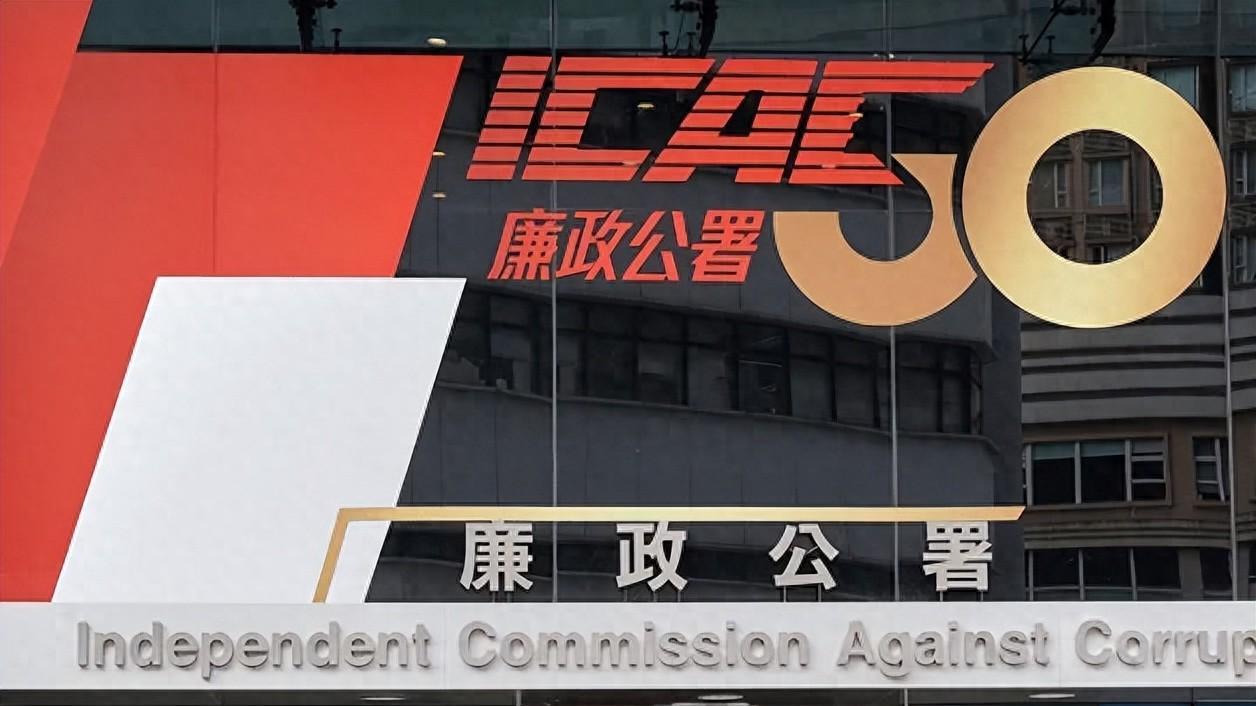 ICAC 50
廉政公署
廉政公署
Independent Commission Against Corrup